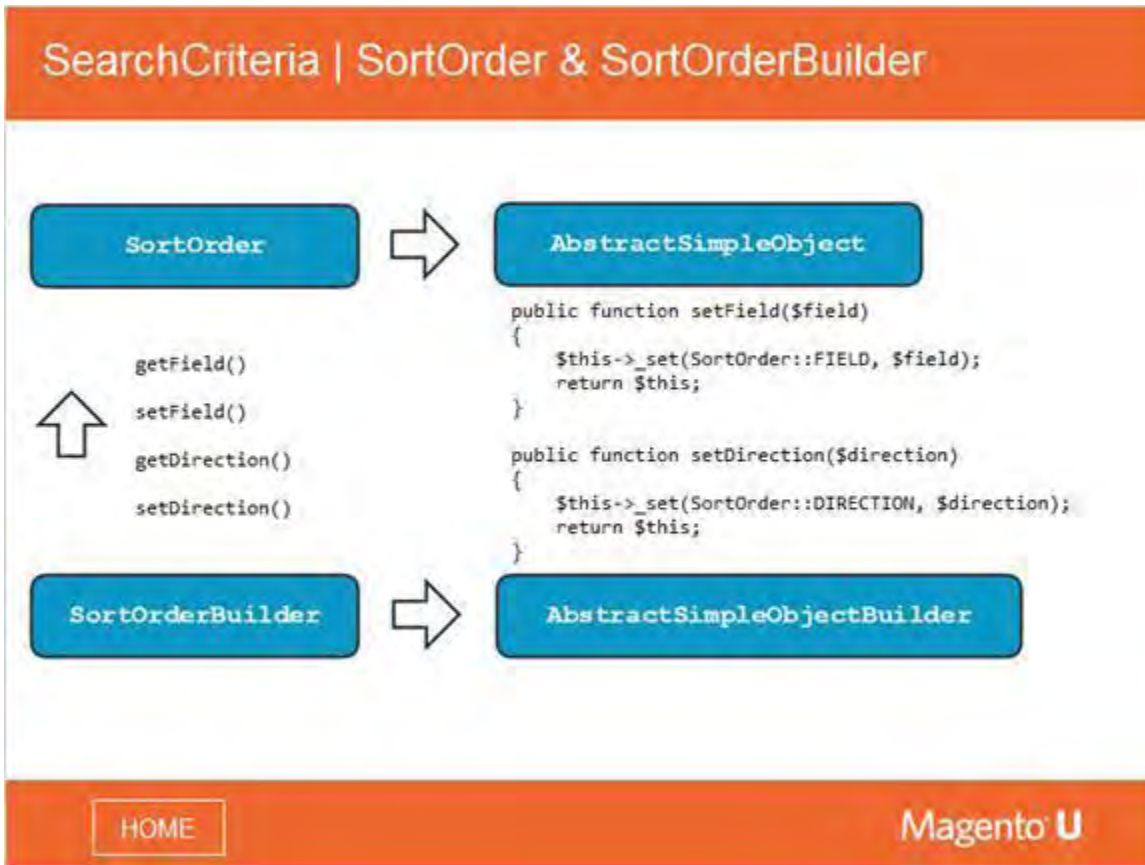 SearchCriteria | SortOrder & SortOrderBuilder
SortOrder
AbstractSimpleObject
getField()
setField()
getDirection()
setDirection()
public function setField($field)
{
    $this->_set(SortOrder::FIELD, $field);
    return $this;
}
public function setDirection($direction)
{
    $this->_set(SortOrder::DIRECTION, $direction);
    return $this;
}
SortOrderBuilder
AbstractSimpleObjectBuilder
HOME
Magento U